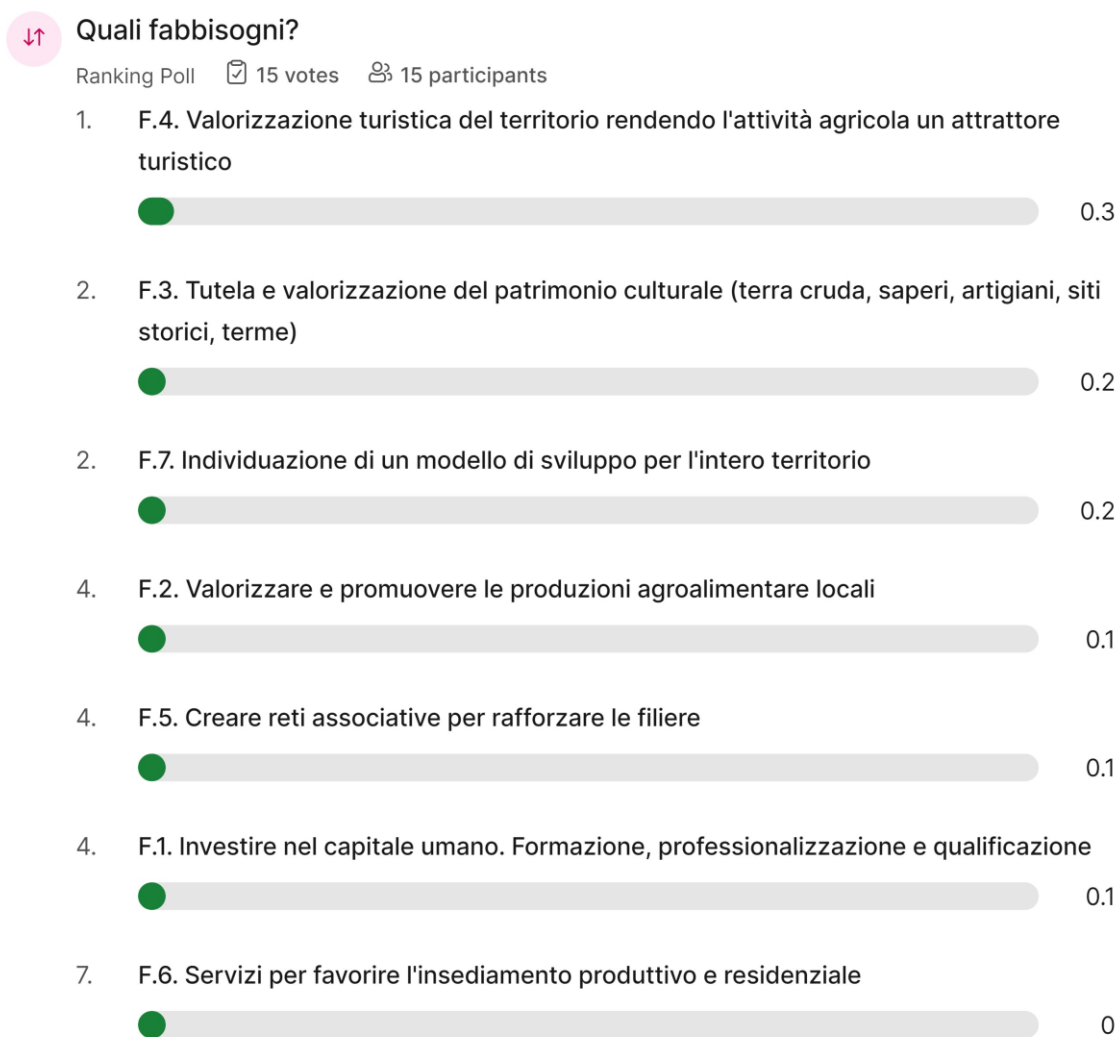 Quali fabbisogni?
Ranking Poll 15 votes 15 participants
1. F.4. Valorizzazione turistica del territorio rendendo l'attività agricola un attrattore
turistico
0.3
2. F.3. Tutela e valorizzazione del patrimonio culturale (terra cruda, saperi, artigiani, siti
storici, terme)
0.2
2. F.7. Individuazione di un modello di sviluppo per l'intero territorio
0.2
4. F.2. Valorizzare e promuovere le produzioni agroalimentare locali
0.1
4. F.5. Creare reti associative per rafforzare le filiere
0.1
4. F.1. Investire nel capitale umano. Formazione, professionalizzazione e qualificazione
0.1
7. F.6. Servizi per favorire l'insediamento produttivo e residenziale
0